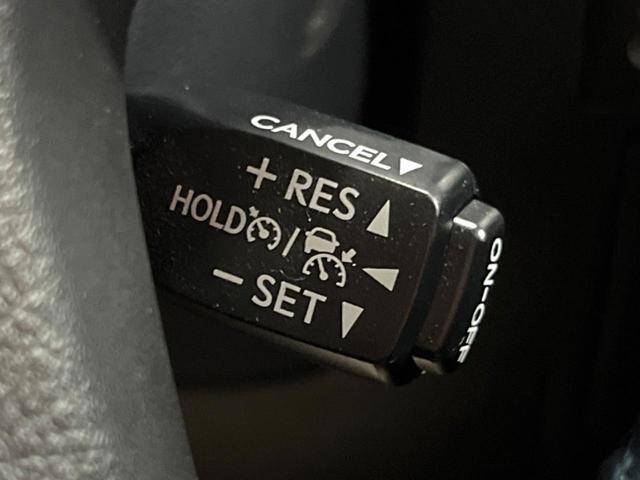 CANCEL▼
+ RES ▲
HOLD / ◀
− SET ▼
ON-OFF